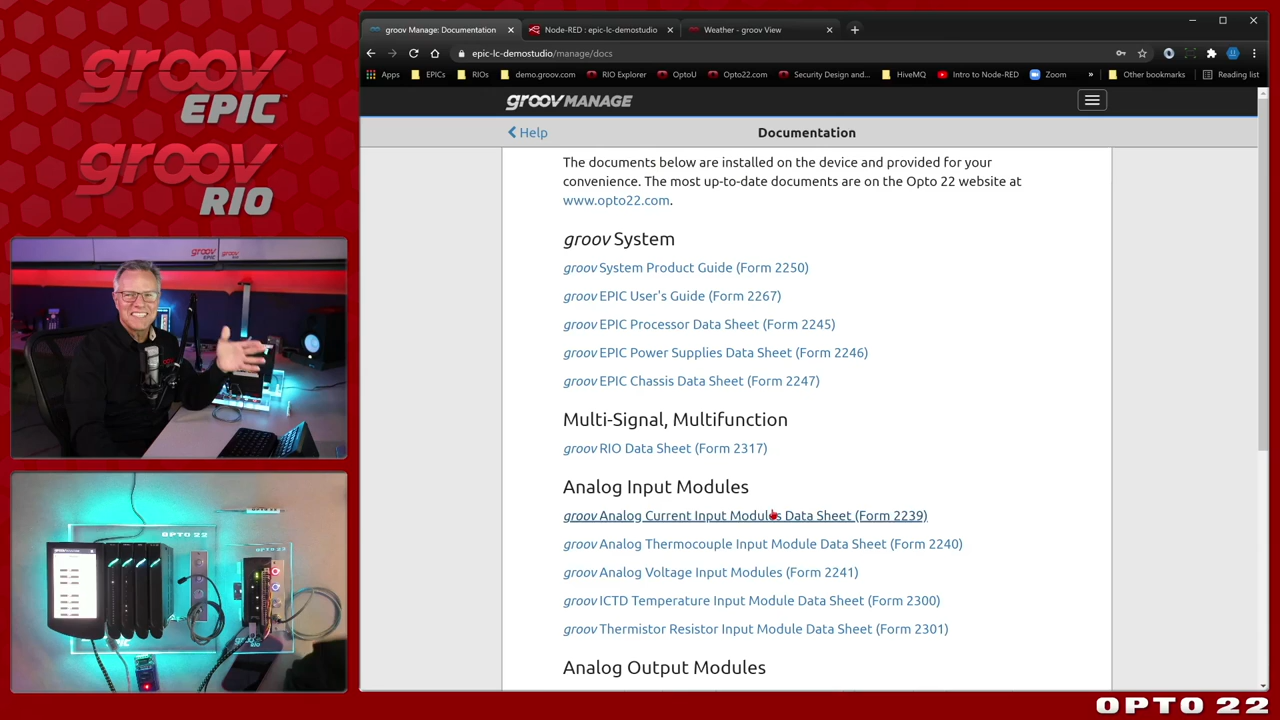 groov
EPIC™
groov
RIO
groov Manage: Documentation
Node-RED : epic-lc-demostudio
Weather - groov View
epic-lc-demostudio/manage/docs
Apps
EPICs
RIOs
demo.groov.com
RIO Explorer
OptoU
Opto22.com
Security Design and...
HiveMQ
Intro to Node-RED
Zoom
»
Other bookmarks
Reading list
groov MANAGE
Help
Documentation
The documents below are installed on the device and provided for your
convenience. The most up-to-date documents are on the Opto 22 website at
www.opto22.com.
groov System
groov System Product Guide (Form 2250)
groov EPIC User's Guide (Form 2267)
groov EPIC Processor Data Sheet (Form 2245)
groov EPIC Power Supplies Data Sheet (Form 2246)
groov EPIC Chassis Data Sheet (Form 2247)
Multi-Signal, Multifunction
groov RIO Data Sheet (Form 2317)
Analog Input Modules
groov Analog Current Input Modules Data Sheet (Form 2239)
groov Analog Thermocouple Input Module Data Sheet (Form 2240)
groov Analog Voltage Input Modules (Form 2241)
groov ICTD Temperature Input Module Data Sheet (Form 2300)
groov Thermistor Resistor Input Module Data Sheet (Form 2301)
Analog Output Modules
groov
EPIC
OPTO 22
groov
RIO
OPTO 22